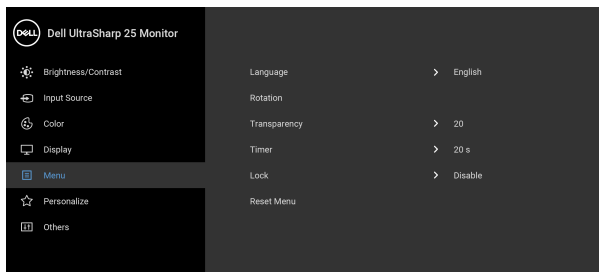 DELL Dell UltraSharp 25 Monitor
Brightness/Contrast Language English
Input Source Rotation
Color Transparency 20
Display Timer 20 s
Menu Lock Disable
Personalize Reset Menu
Others